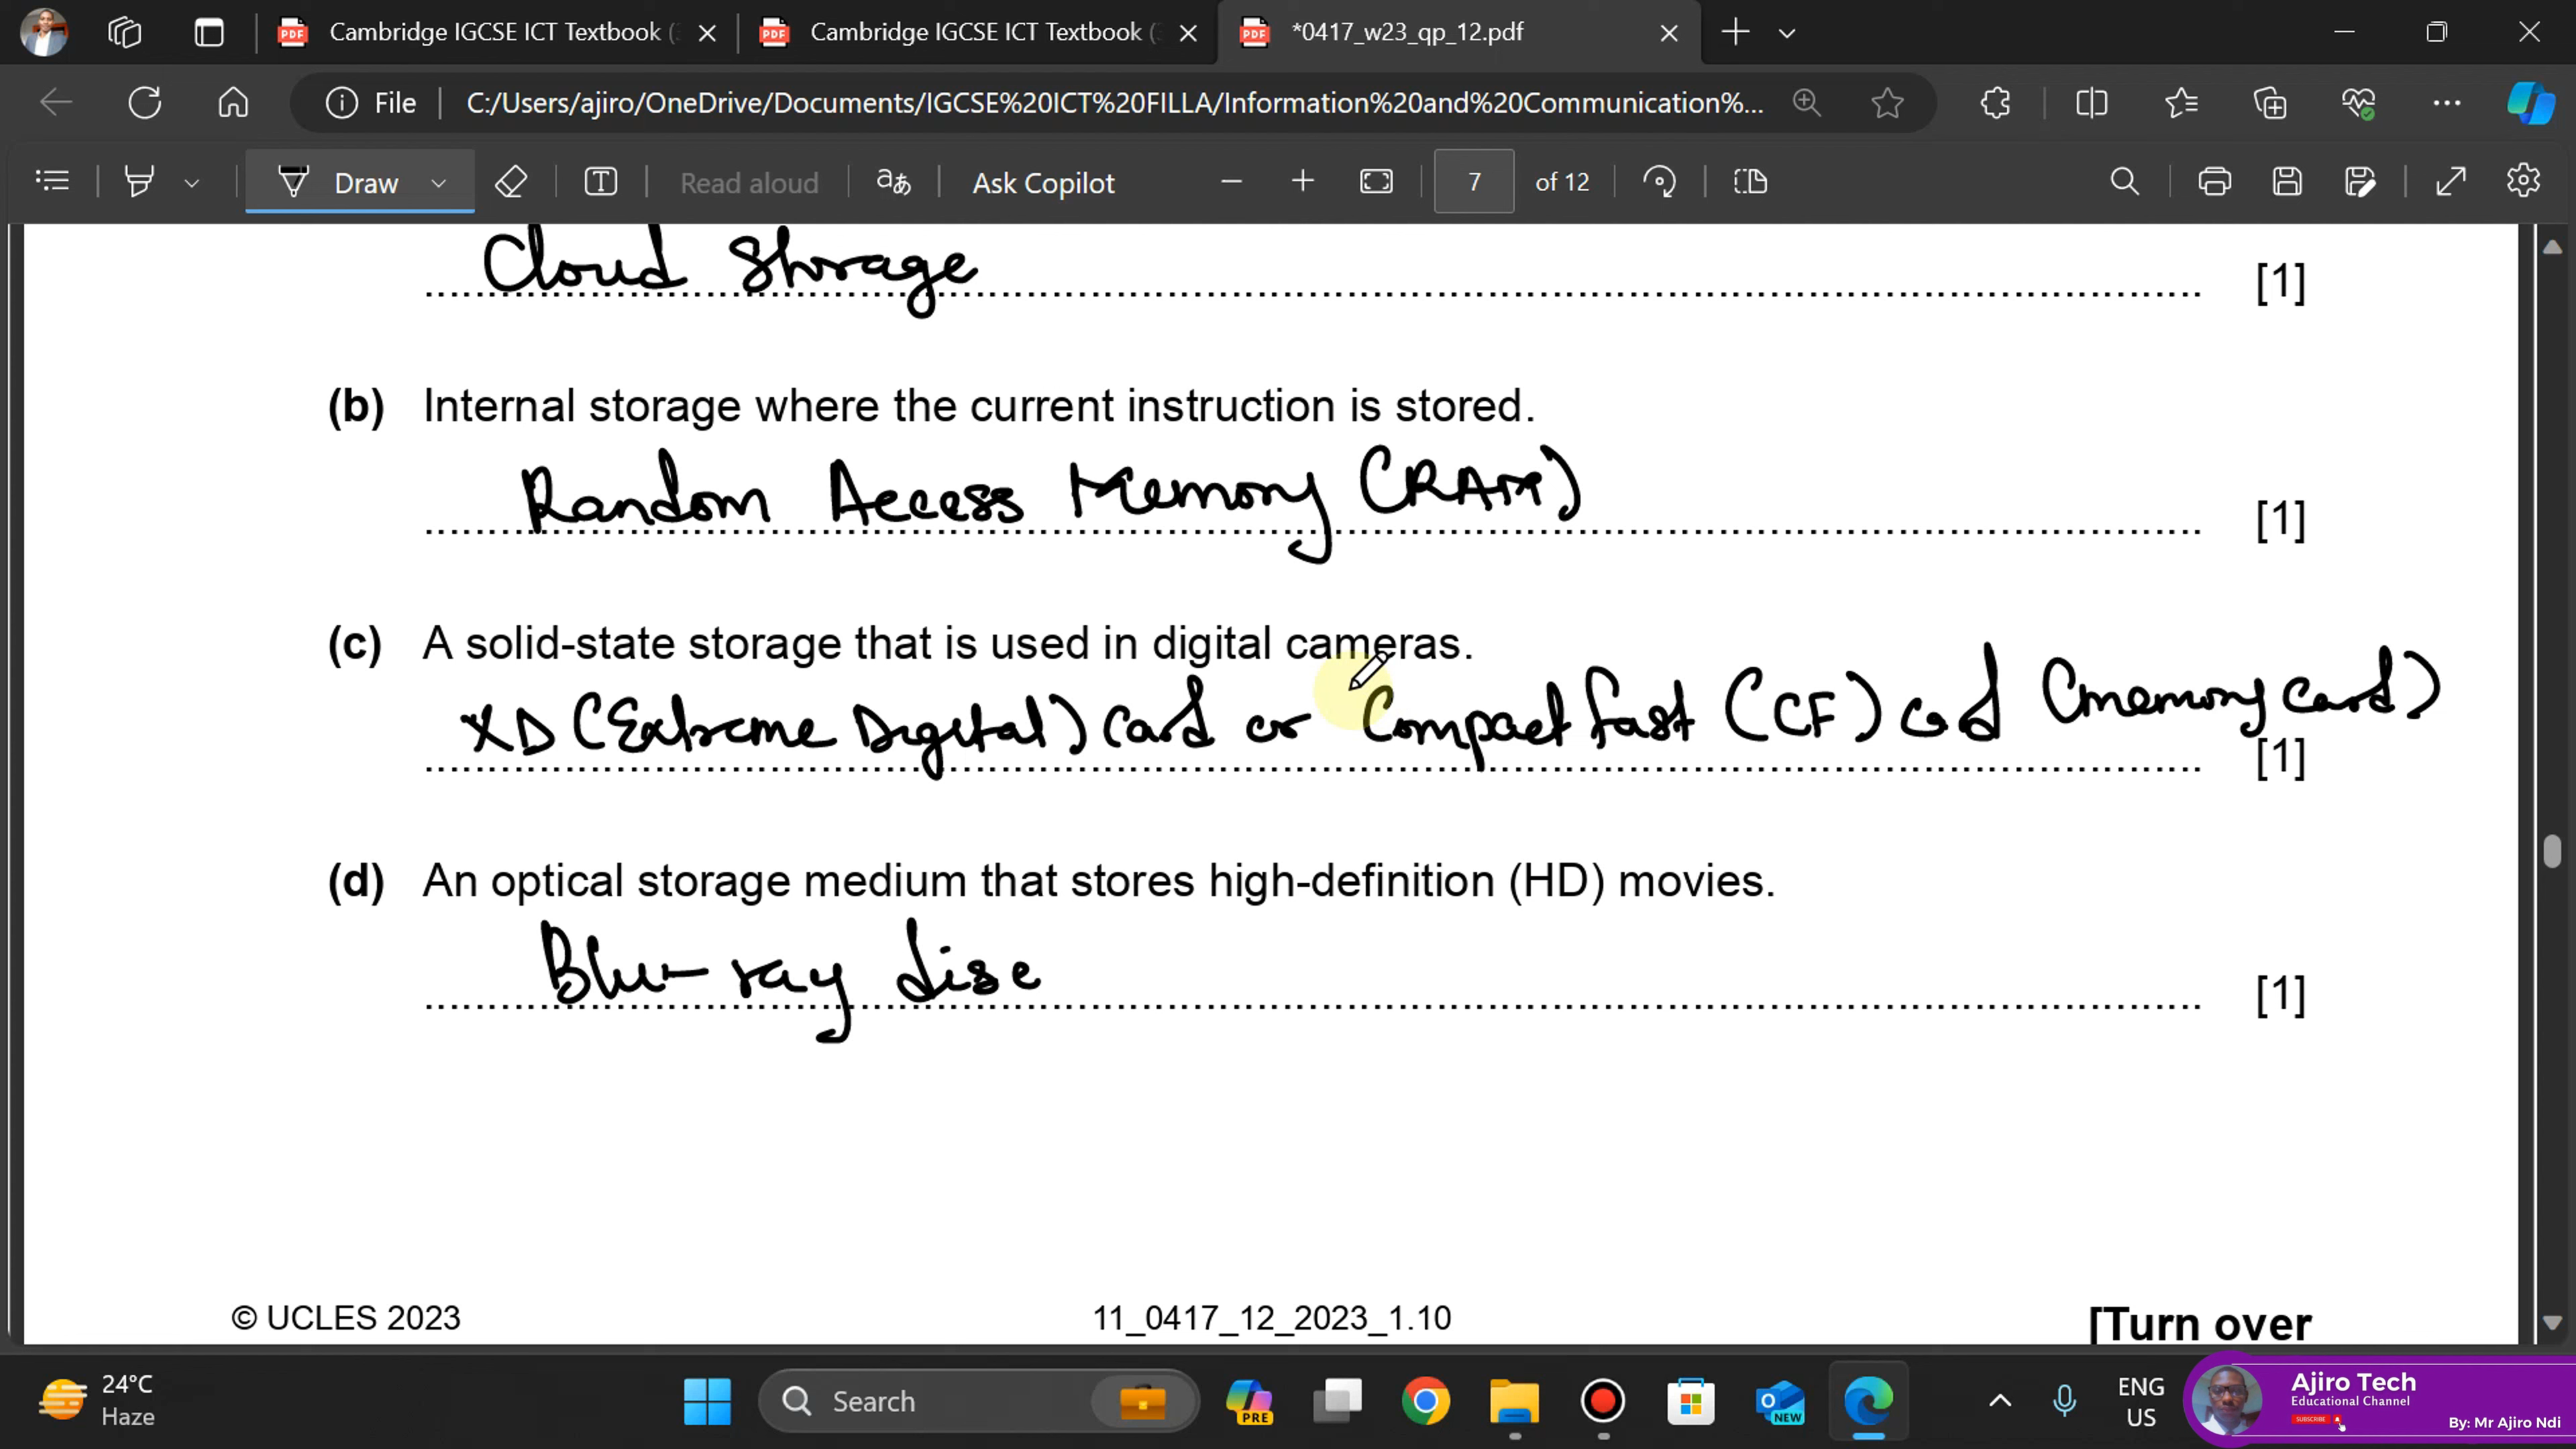 Cambridge IGCSE ICT Textbook (
Cambridge IGCSE ICT Textbook (
*0417_w23_qp_12.pdf
File
C:/Users/ajiro/OneDrive/Documents/IGCSE%20ICT%20FILLA/Information%20and%20Communication%...
Draw
Read aloud
Ask Copilot
7 of 12
Cloud Storage
[1]
(b) Internal storage where the current instruction is stored.
Random Access Memory (RAM)
[1]
(c) A solid-state storage that is used in digital cameras.
XD (Extreme Digital) Card or Compact fast (CF) card (memory card)
[1]
(d) An optical storage medium that stores high-definition (HD) movies.
Blu-ray disc
[1]
© UCLES 2023
11_0417_12_2023_1.10
[Turn over
24°C
Haze
Search
PRE
NEW
ENG
US
Ajiro Tech
Educational Channel
SUBSCRIBE
By: Mr Ajiro Ndi